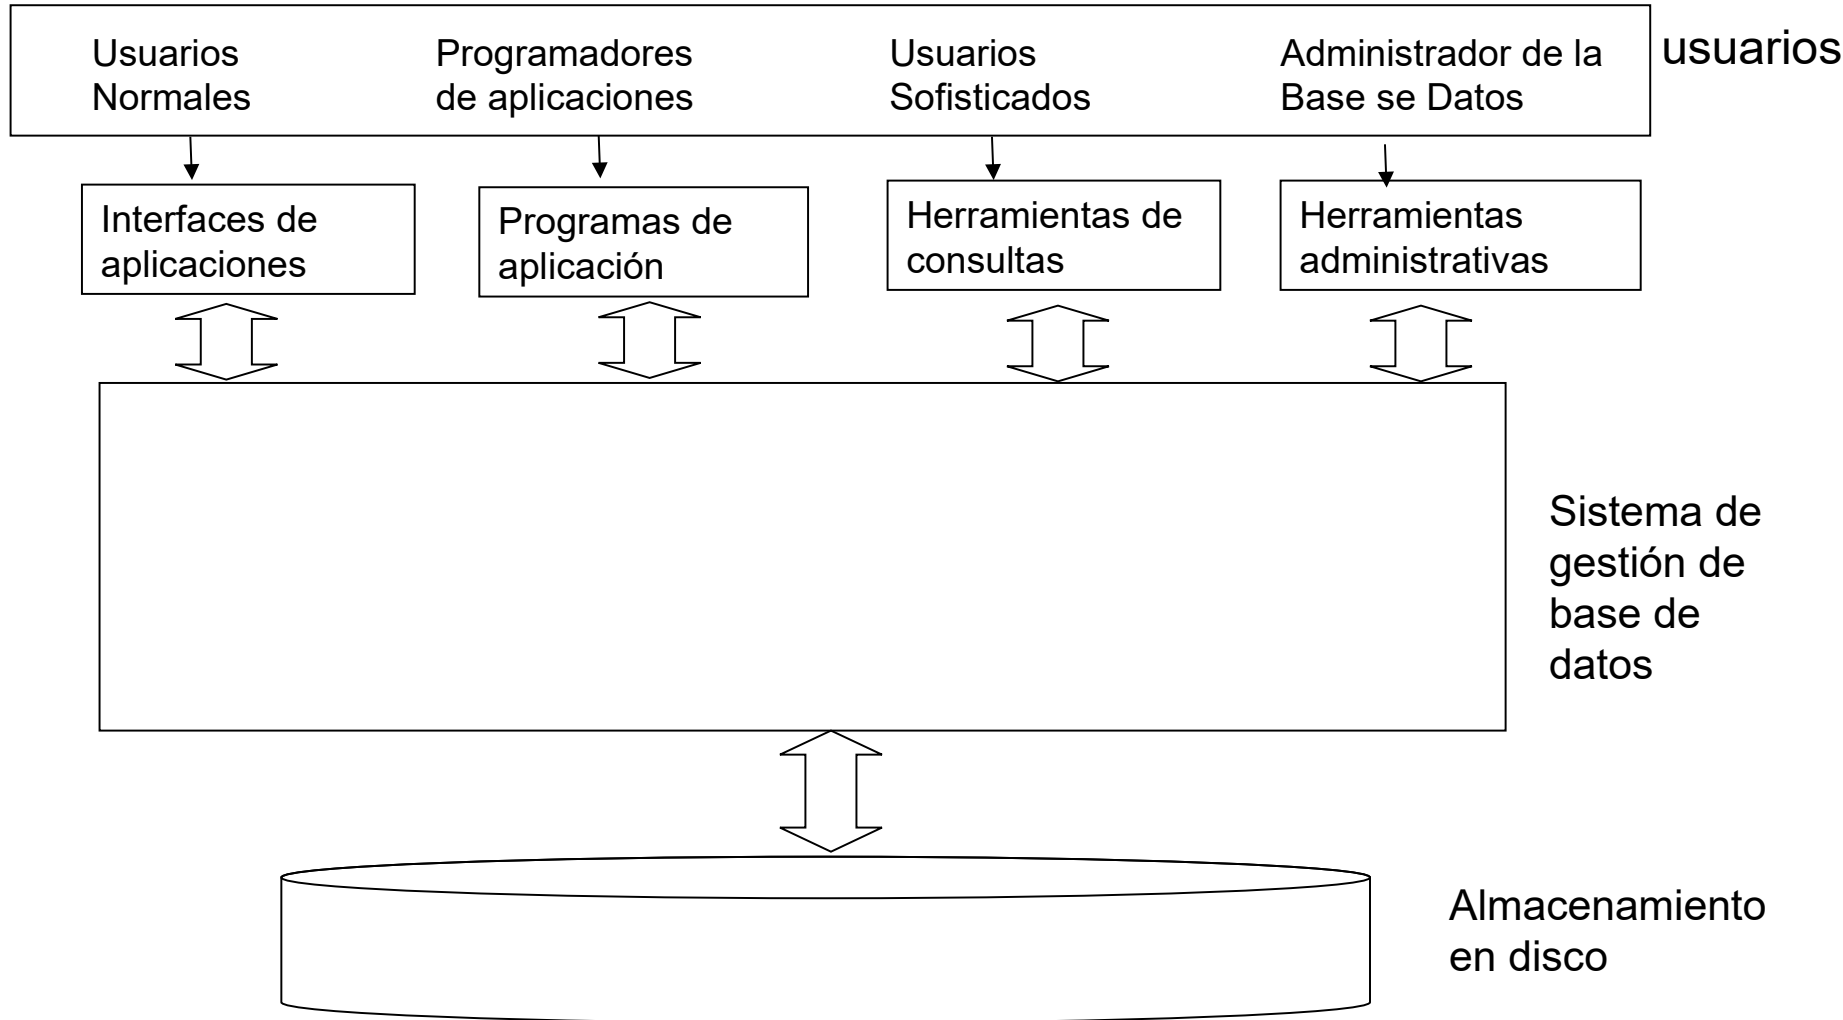 Usuarios
Normales
Programadores
de aplicaciones
Usuarios
Sofisticados
Administrador de la
Base se Datos
usuarios
Interfaces de
aplicaciones
Programas de
aplicación
Herramientas de
consultas
Herramientas
administrativas
Sistema de
gestión de
base de
datos
Almacenamiento
en disco